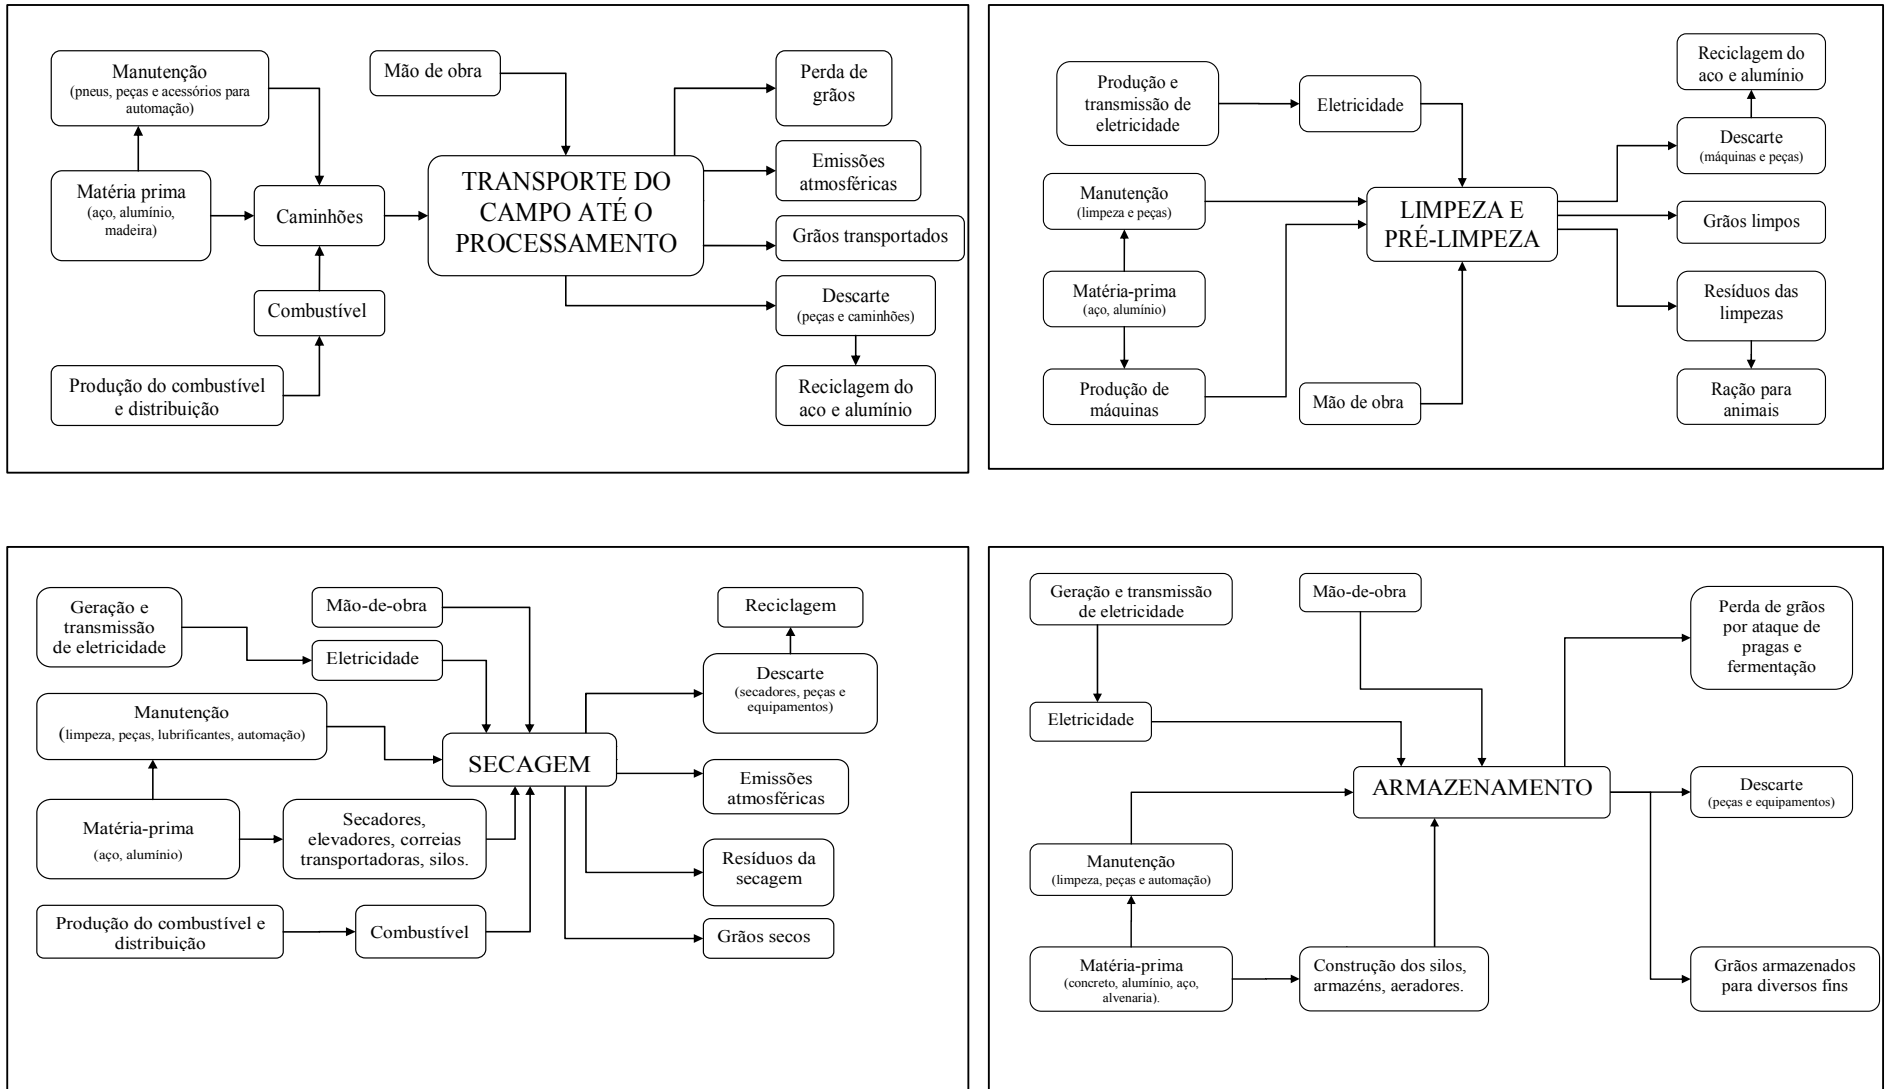 Manutenção
(pneus, peças e acessórios para
automação)
Mão de obra
Perda de
grãos
Matéria prima
(aço, alumínio,
madeira)
Caminhões
TRANSPORTE DO
CAMPO ATÉ O
PROCESSAMENTO
Emissões
atmosféricas
Grãos transportados
Combustível
Descarte
(peças e caminhões)
Produção do combustível
e distribuição
Reciclagem do
aco e alumínio
Produção e
transmissão de
eletricidade
Eletricidade
Reciclagem do
aco e alumínio
Descarte
(máquinas e peças)
Manutenção
(limpeza e peças)
LIMPEZA E
PRÉ-LIMPEZA
Grãos limpos
Matéria-prima
(aço, alumínio)
Resíduos das
limpezas
Produção de
máquinas
Mão de obra
Ração para
animais
Geração e
transmissão
de eletricidade
Mão-de-obra
Eletricidade
Reciclagem
Descarte
(secadores, peças e
equipamentos)
Manutenção
(limpeza, peças, lubrificantes, automação)
SECAGEM
Emissões
atmosféricas
Matéria-prima
(aço, alumínio)
Secadores,
elevadores, correias
transportadoras, silos.
Resíduos da
secagem
Produção do combustível e
distribuição
Combustível
Grãos secos
Geração e transmissão
de eletricidade
Mão-de-obra
Perda de grãos
por ataque de
pragas e
fermentação
Eletricidade
ARMAZENAMENTO
Descarte
(peças e equipamentos)
Manutenção
(limpeza, peças e automação)
Matéria-prima
(concreto, alumínio, aço,
alvenaria).
Construção dos silos,
armazéns, aeradores.
Grãos armazenados
para diversos fins